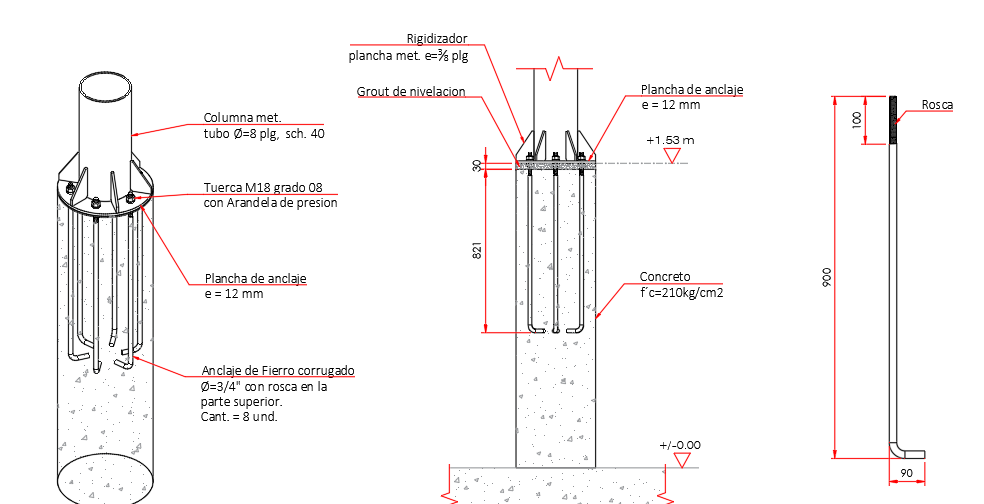 Columna met.
tubo Ø=8 plg, sch. 40
Tuerca M18 grado 08
con Arandela de presion
Plancha de anclaje
e = 12 mm
Anclaje de Fierro corrugado
Ø=3/4" con rosca en la
parte superior.
Cant. = 8 und.
Rigidizador
plancha met. e=⅜ plg
Grout de nivelacion
Plancha de anclaje
e = 12 mm
+1.53 m
30
821
Concreto
f´c=210kg/cm2
+/-0.00
Rosca
100
900
90